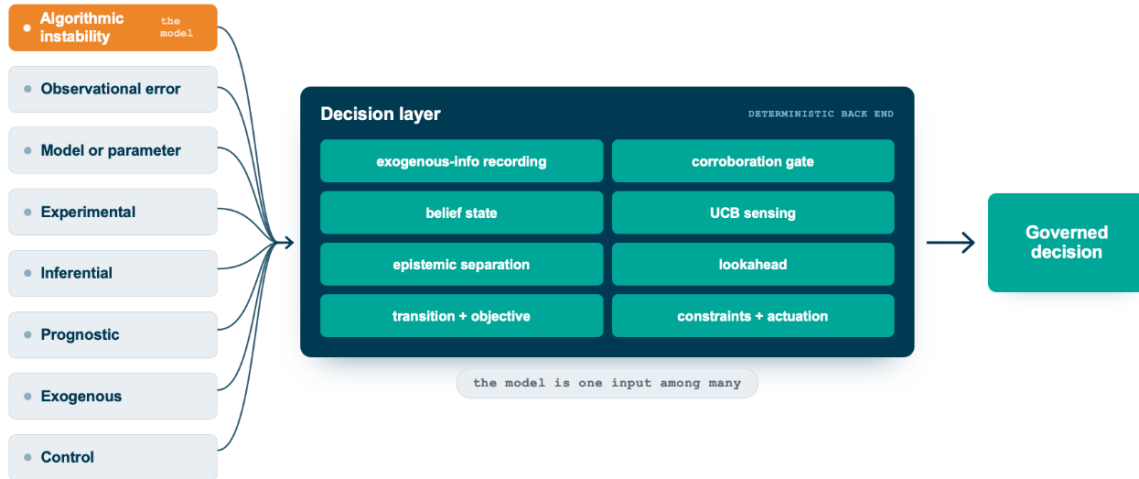 Algorithmic
instability
the
model
Observational error
Model or parameter
Experimental
Inferential
Prognostic
Exogenous
Control
Decision layer
DETERMINISTIC BACK END
exogenous-info recording
corroboration gate
belief state
UCB sensing
epistemic separation
lookahead
transition + objective
constraints + actuation
the model is one input among many
Governed
decision